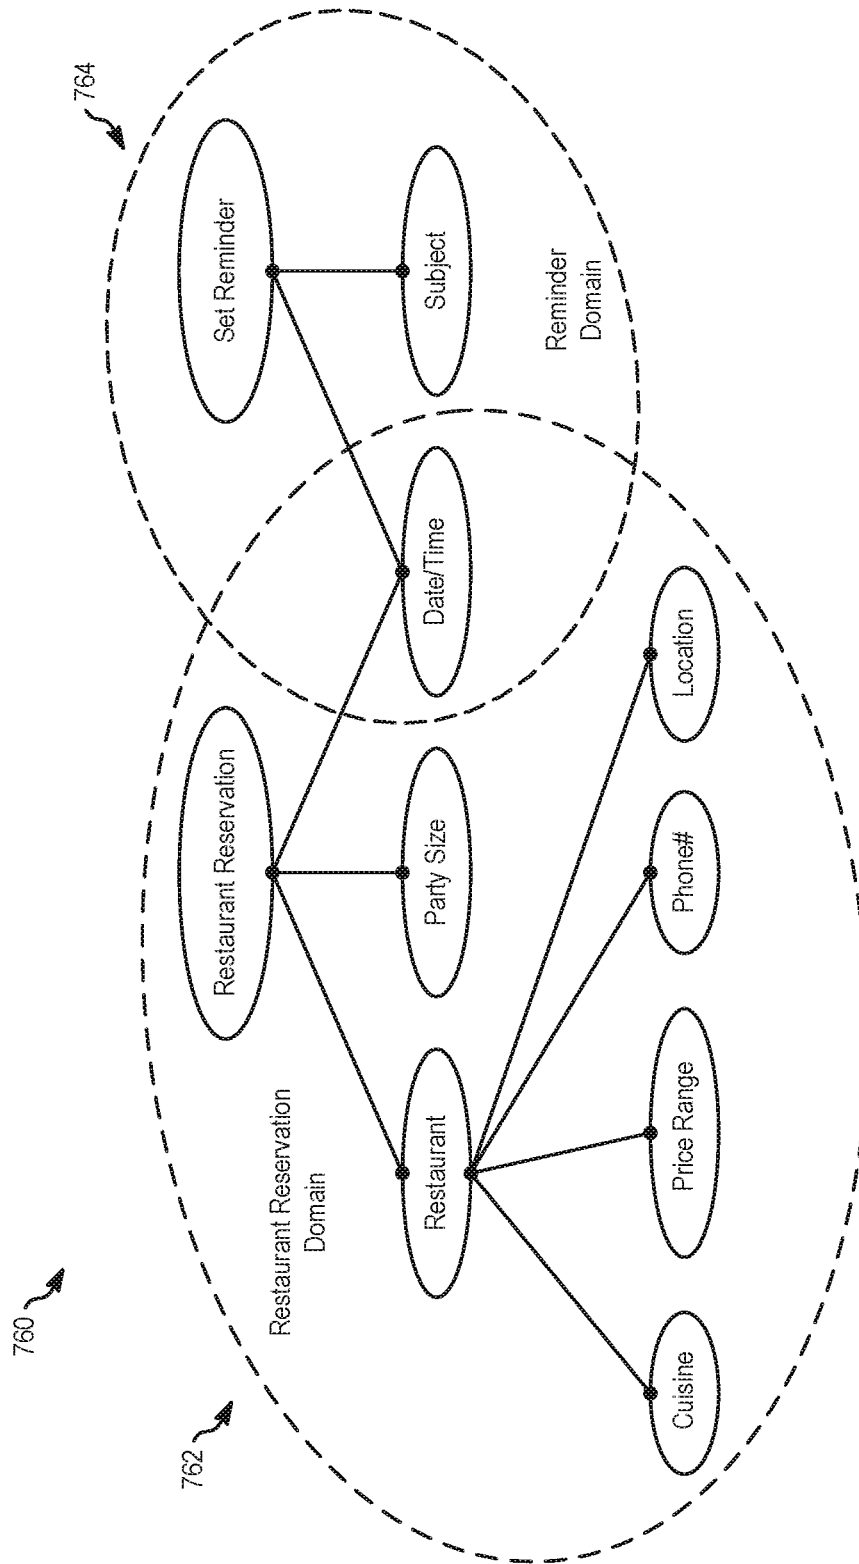 760
762
764
Restaurant Reservation
Domain
Restaurant Reservation
Set Reminder
Restaurant
Party Size
Date/Time
Subject
Reminder
Domain
Cuisine
Price Range
Phone#
Location